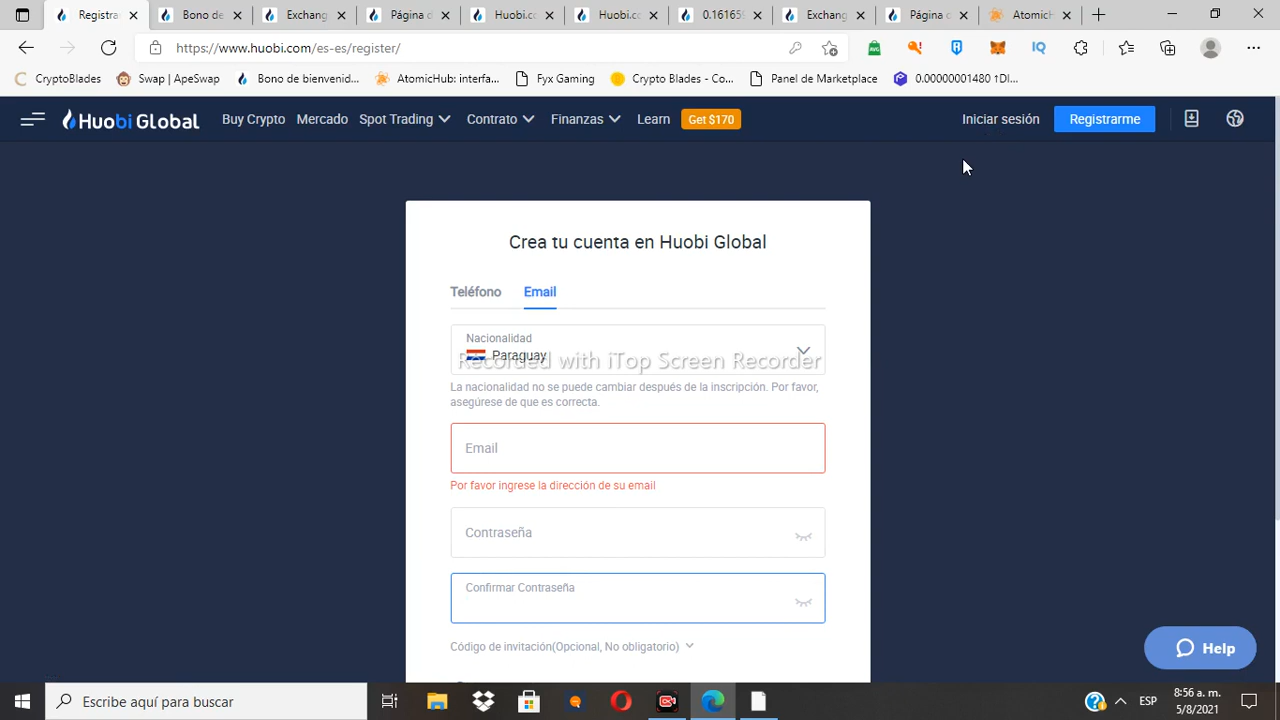 Registra
Bono de
Exchang
Página d
Huobi.c
Huobi.c
0.16165
Exchang
Página d
AtomicH
https://www.huobi.com/es-es/register/
CryptoBlades
Swap | ApeSwap
Bono de bienvenid...
AtomicHub: interfa...
Fyx Gaming
Crypto Blades - Co...
Panel de Marketplace
0.00000001480 ↑DI...
Huobi Global
Buy Crypto
Mercado
Spot Trading
Contrato
Finanzas
Learn
Get $170
Iniciar sesión
Registrarme
Crea tu cuenta en Huobi Global
Teléfono
Email
Nacionalidad
Paraguay
Recorded with iTop Screen Recorder
La nacionalidad no se puede cambiar después de la inscripción. Por favor,
asegúrese de que es correcta.
Email
Por favor ingrese la dirección de su email
Contraseña
Confirmar Contraseña
Código de invitación(Opcional, No obligatorio)
Help
Escribe aquí para buscar
ESP
8:56 a. m.
5/8/2021